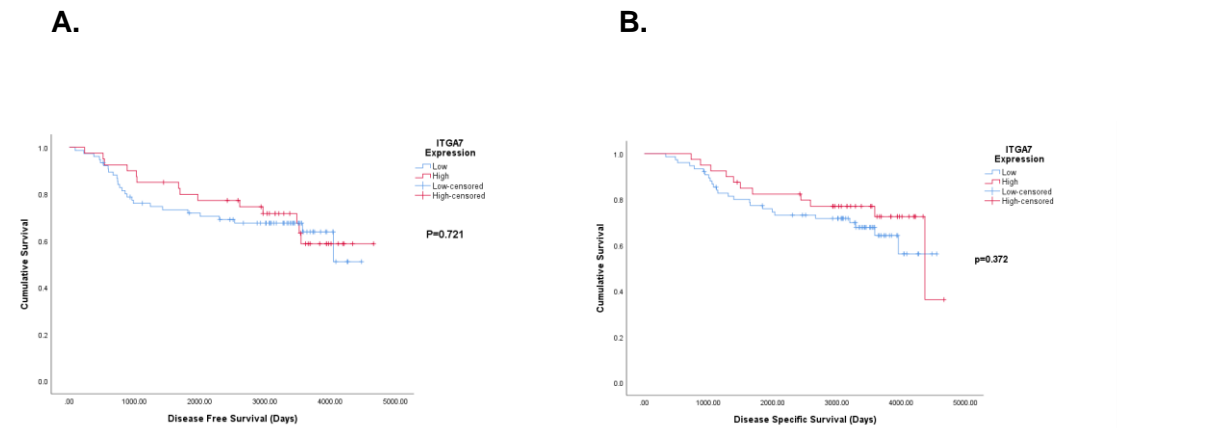 A.
B.
ITGA7
Expression
Low
High
Low-censored
High-censored
P=0.721
Cumulative Survival
1.0
0.8
0.6
0.4
0.2
0.0
.00 1000.00 2000.00 3000.00 4000.00 5000.00
Disease Free Survival (Days)
ITGA7
Expression
Low
High
Low-censored
High-censored
p=0.372
Cumulative Survival
1.0
0.8
0.6
0.4
0.2
0.0
.00 1000.00 2000.00 3000.00 4000.00 5000.00
Disease Specific Survival (Days)